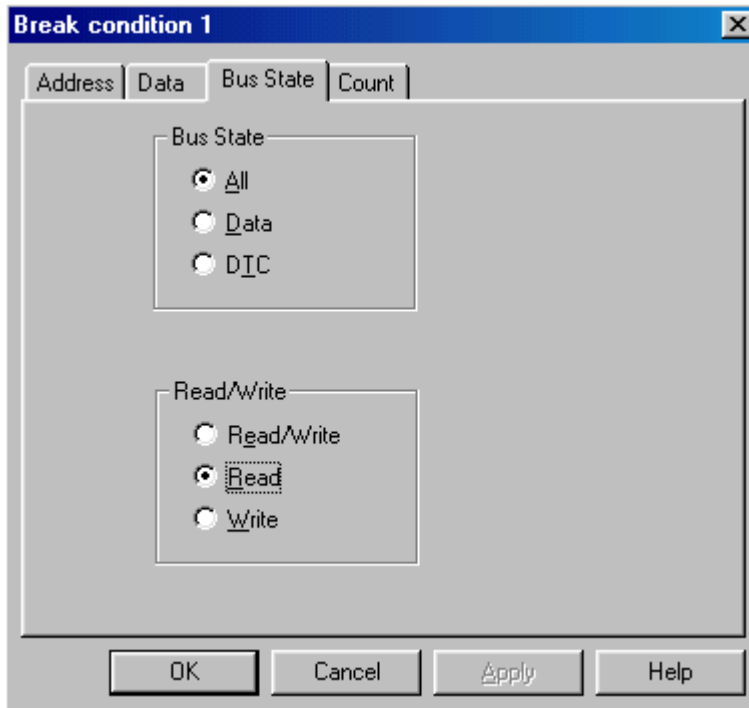 Break condition 1
Address Data Bus State Count
Bus State
All
Data
DTC
Read/Write
Read/Write
Read
Write
OK Cancel Apply Help